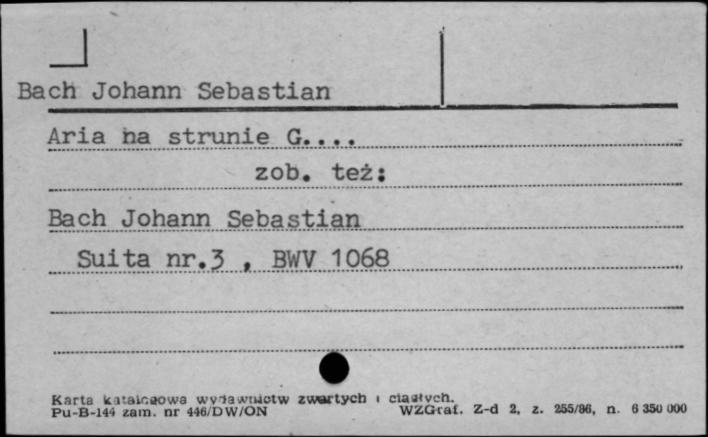 Bach Johann Sebastian
Aria na strunie G....
zob. też:
Bach Johann Sebastian
Suita nr.3 , BWV 1068
Karta katalogowa wydawnictw zwartych i ciągłych.
Pu-B-144 zam. nr 446/DW/ON WZGraf. Z-d 2, z. 255/86, n. 6 350 000